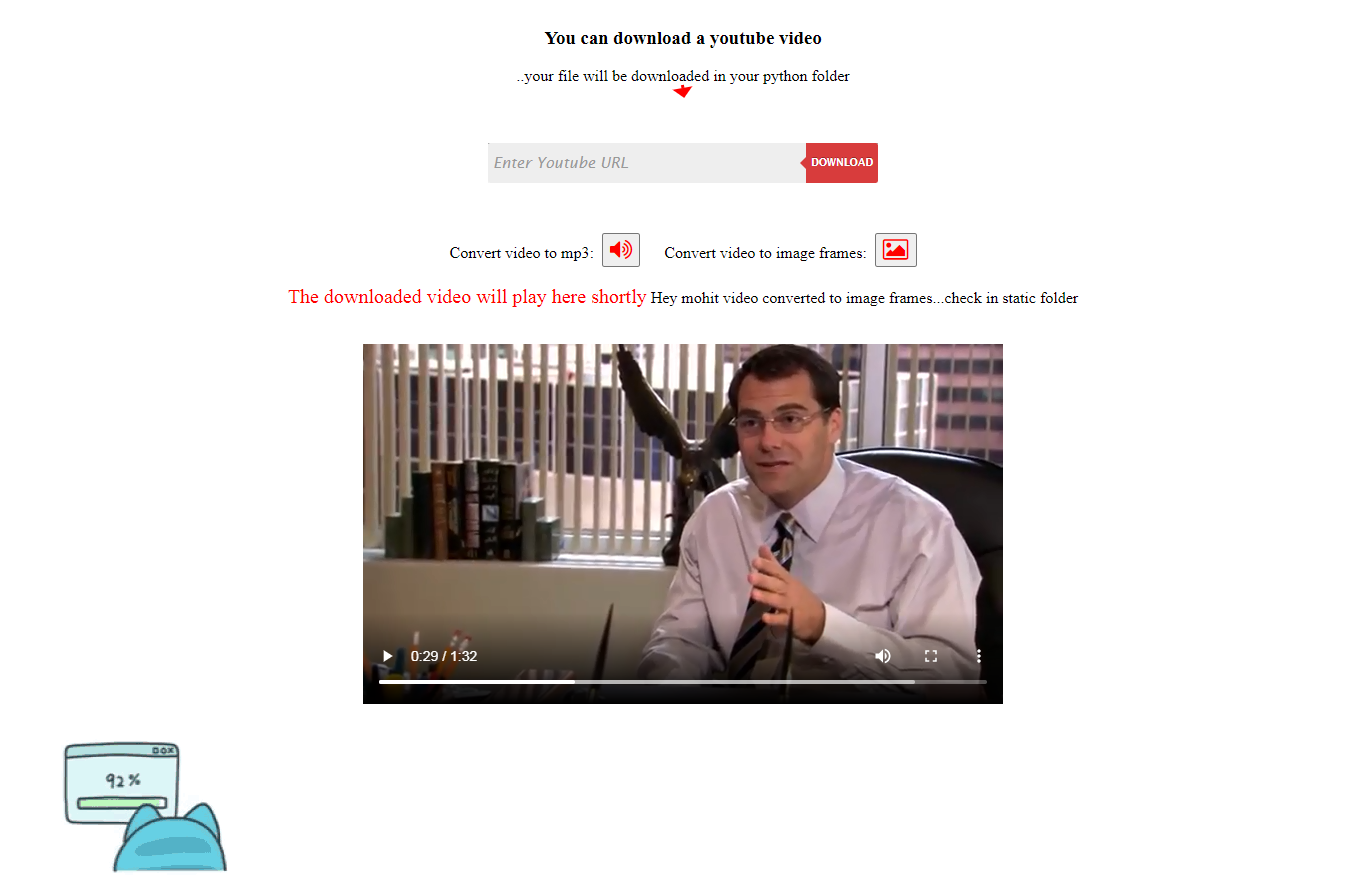 You can download a youtube video
..your file will be downloaded in your python folder
Enter Youtube URL DOWNLOAD
Convert video to mp3: Convert video to image frames:
The downloaded video will play here shortly Hey mohit video converted to image frames...check in static folder
0:29 / 1:32
92%